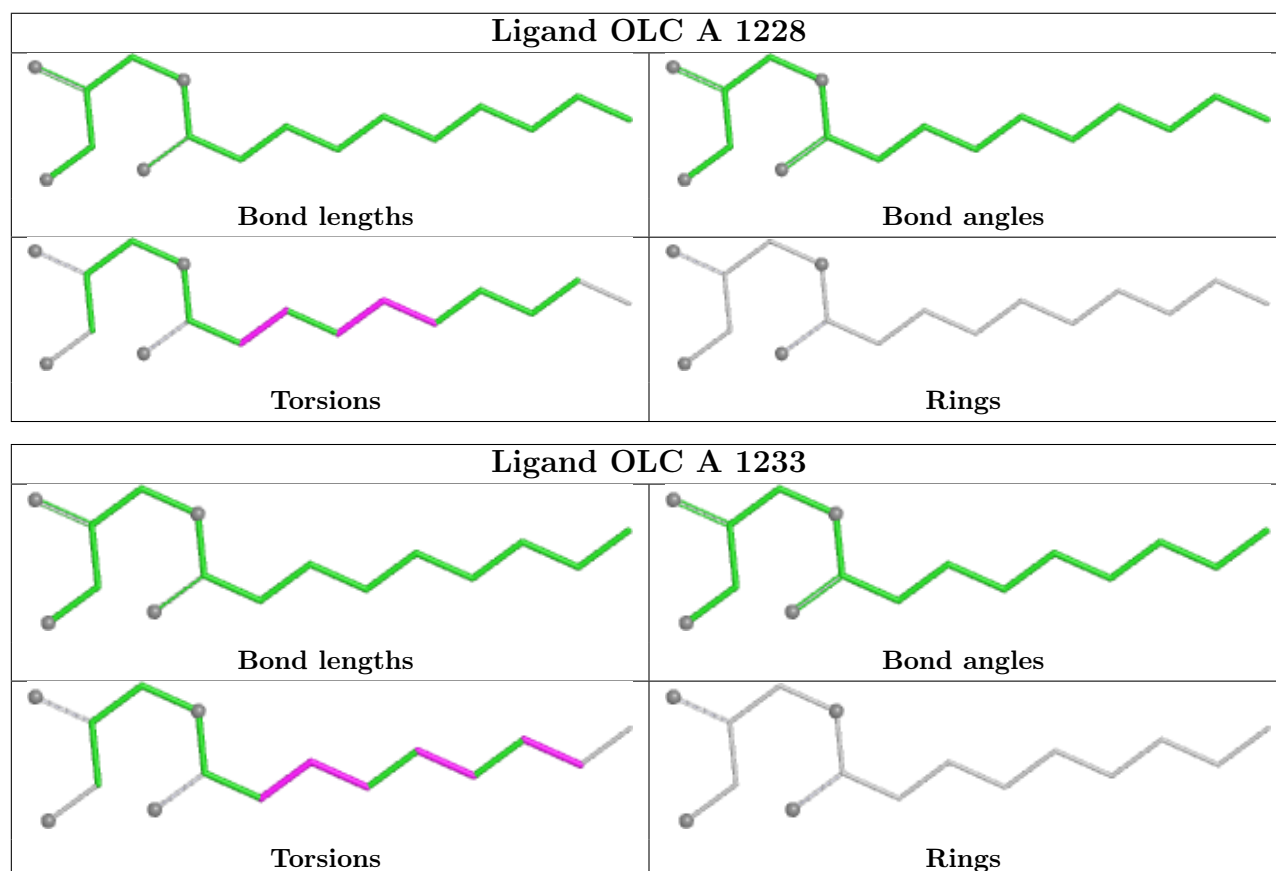 Ligand OLC A 1228
Bond lengths
Bond angles
Torsions
Rings
Ligand OLC A 1233
Bond lengths
Bond angles
Torsions
Rings